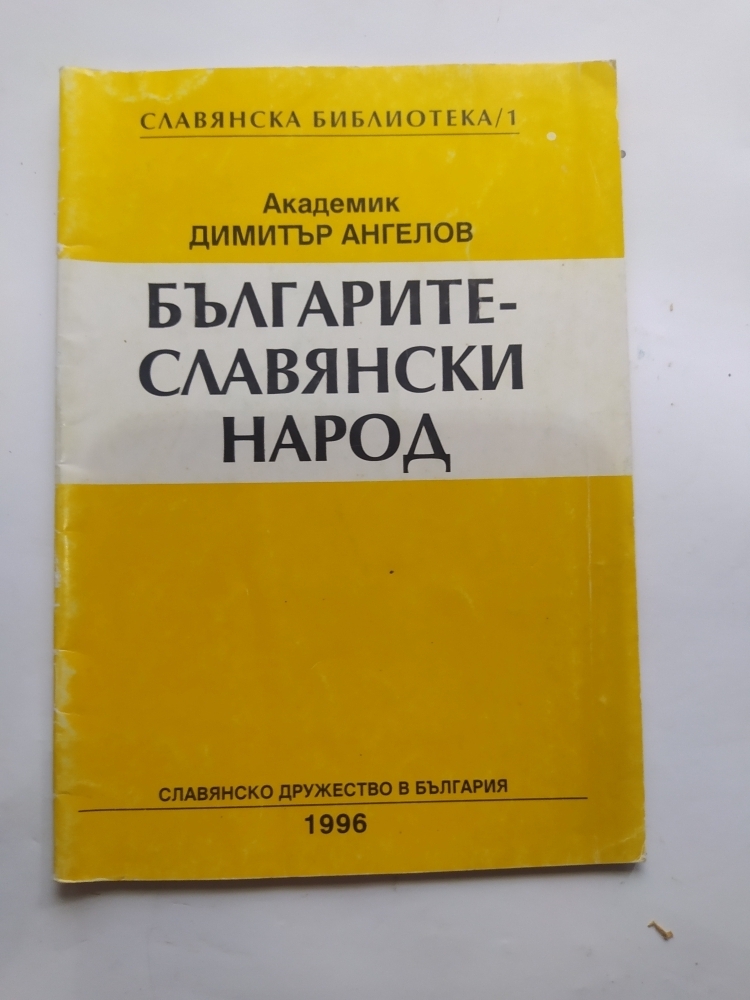 СЛАВЯНСКА БИБЛИОТЕКА/1
Академик
ДИМИТЪР АНГЕЛОВ
БЪЛГАРИТЕ-
СЛАВЯНСКИ
НАРОД
СЛАВЯНСКО ДРУЖЕСТВО В БЪЛГАРИЯ
1996